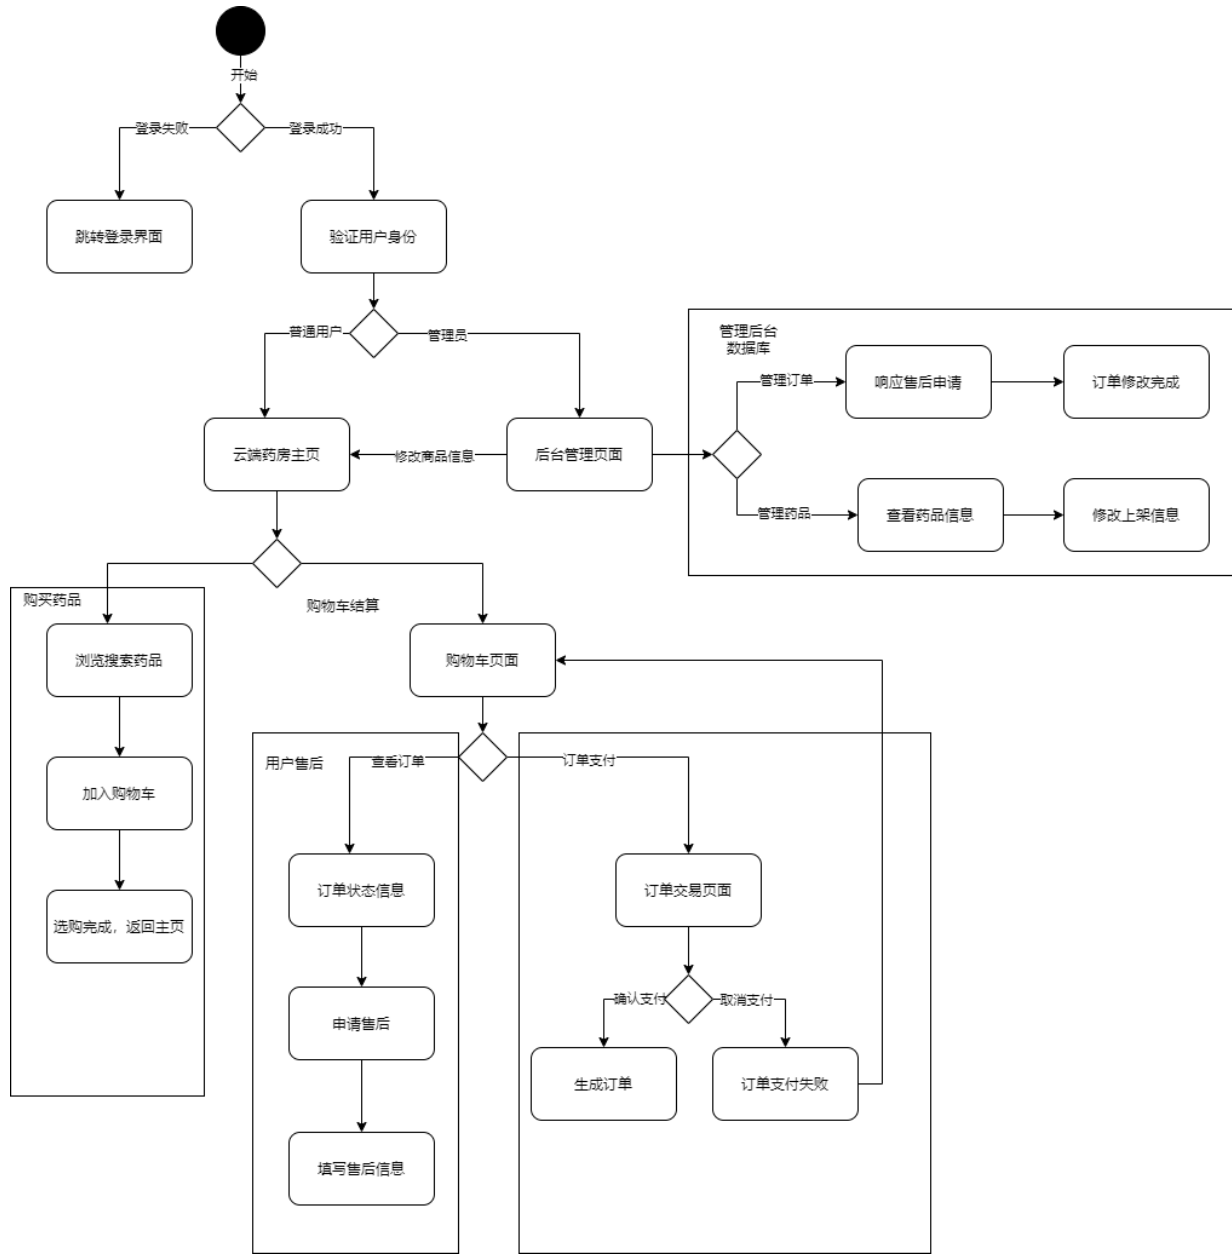 开始
登录失败
登录成功
跳转登录界面
验证用户身份
普通用户
管理员
管理后台
数据库
管理订单
响应售后申请
订单修改完成
云端药房主页
修改商品信息
后台管理页面
管理药品
查看药品信息
修改上架信息
购买药品
购物车结算
浏览搜索药品
购物车页面
用户售后
查看订单
订单支付
加入购物车
订单状态信息
订单交易页面
选购完成，返回主页
确认支付
取消支付
申请售后
生成订单
订单支付失败
填写售后信息